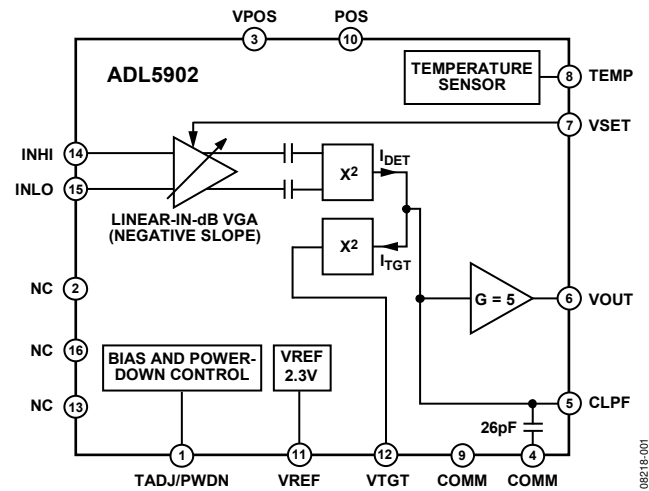 VPOS
POS
3
10
ADL5902
TEMPERATURE
SENSOR
8
TEMP
7
VSET
INHI
14
INLO
15
X2
IDET
LINEAR-IN-dB VGA
(NEGATIVE SLOPE)
X2
ITGT
NC
2
G = 5
6
VOUT
NC
16
BIAS AND POWER-
DOWN CONTROL
VREF
2.3V
NC
13
5
CLPF
26pF
1
11
12
9
4
TADJ/PWDN
VREF
VTGT
COMM
COMM
08218-001